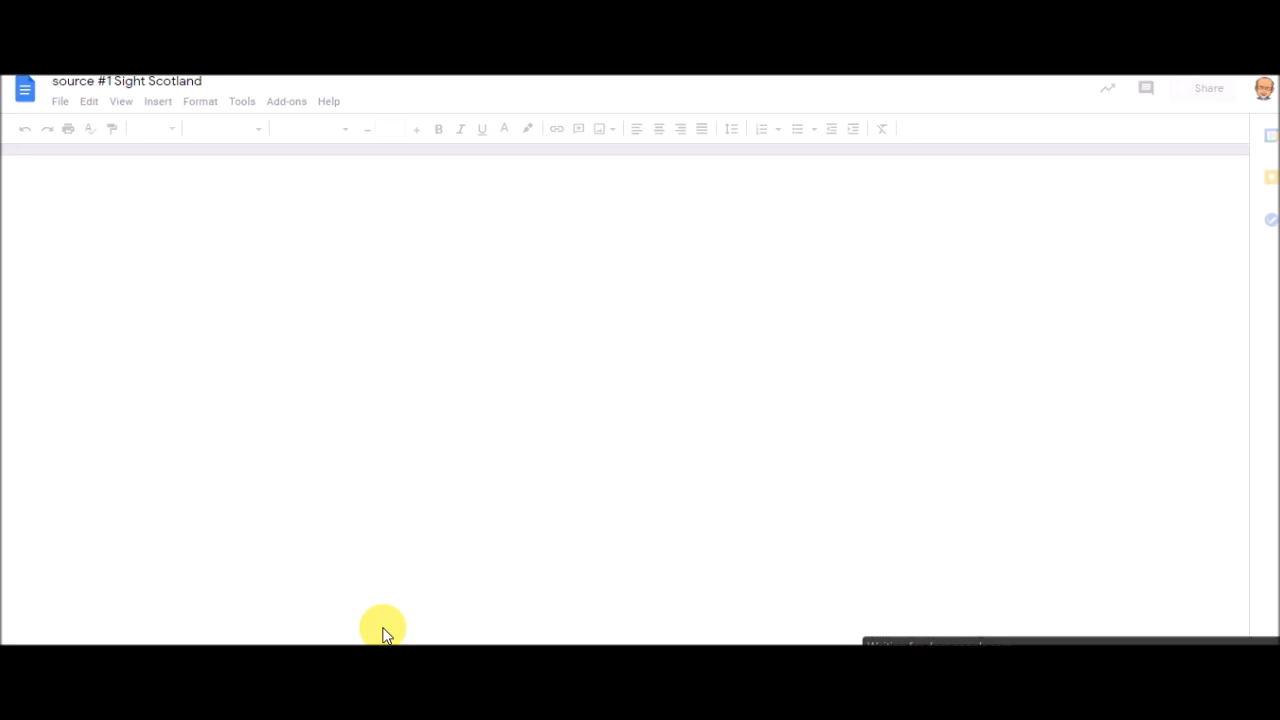 source #1 Sight Scotland
File Edit View Insert Format Tools Add-ons Help
Share